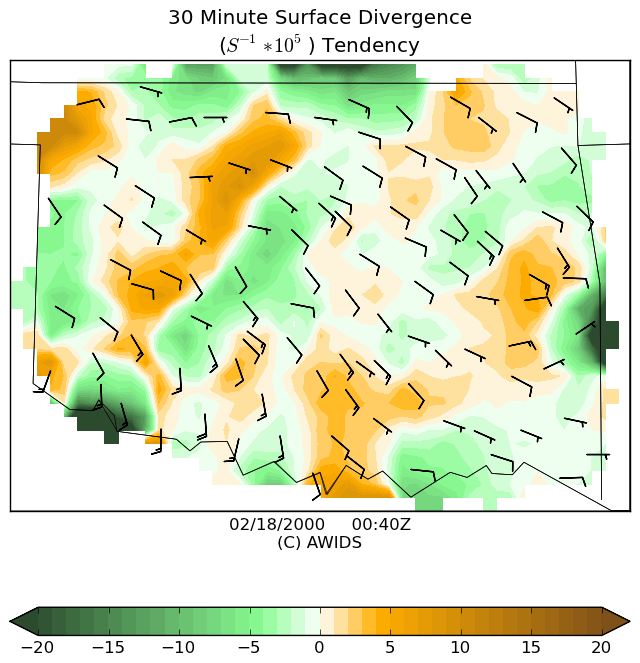 30 Minute Surface Divergence
(S⁻¹ ∗10⁵ ) Tendency
02/18/2000 00:40Z
(C) AWIDS
−20 −15 −10 −5 0 5 10 15 20